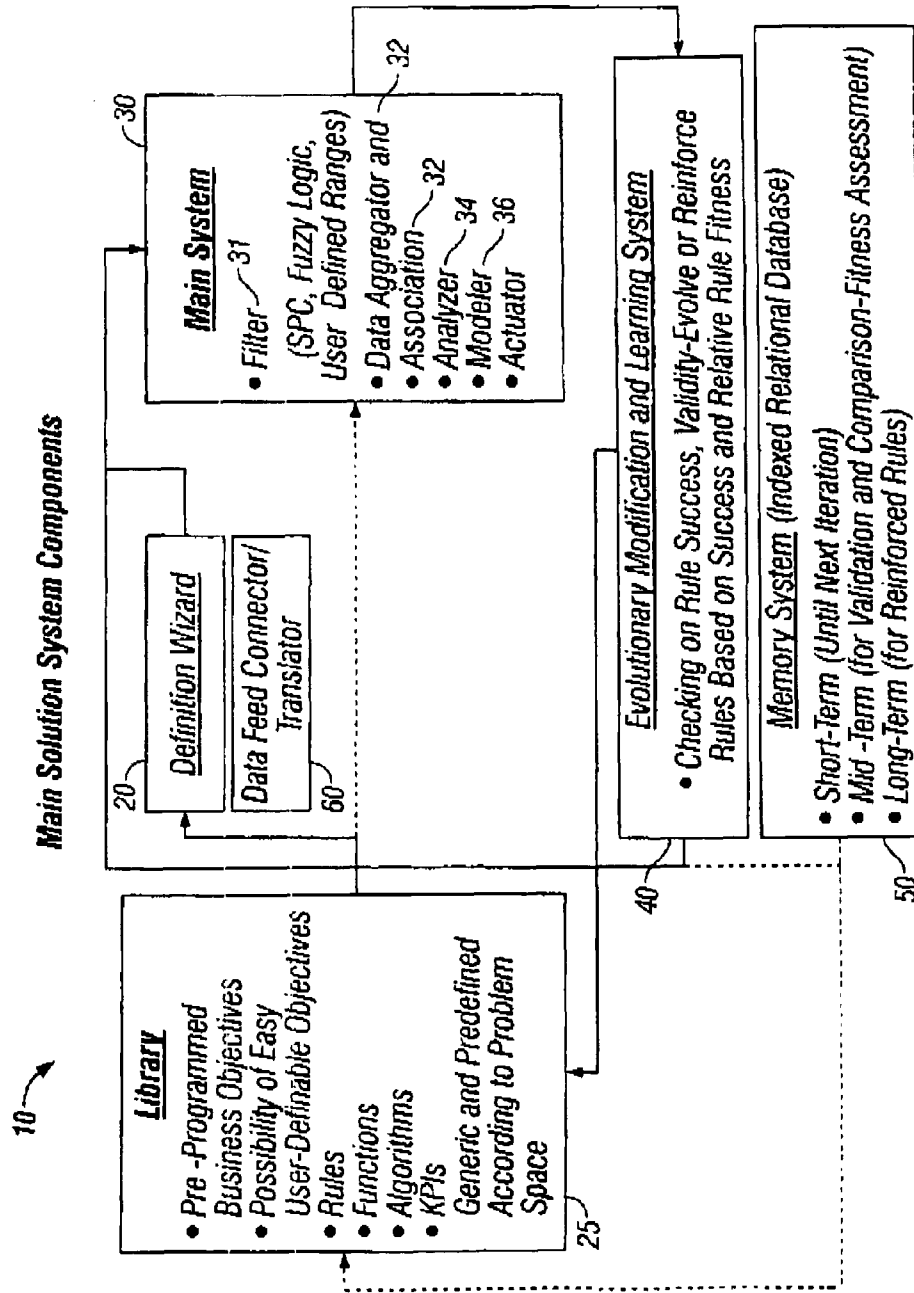 Main Solution System Components
10
Library
• Pre -Programmed
Business Objectives
• Possibility of Easy
User-Definable Objectives
• Rules
• Functions
• Algorithms
• KPIs
Generic and Predefined
According to Problem
Space
25
20
Definition Wizard
Data Feed Connector/
Translator
60
30
Main System
• Filter 31
(SPC, Fuzzy Logic,
User Defined Ranges)
• Data Aggregator and 32
• Association 32
• Analyzer 34
• Modeler 36
• Actuator
Evolutionary Modification and Learning System
• Checking on Rule Success, Validity-Evolve or Reinforce
Rules Based on Success and Relative Rule Fitness
40
Memory System (Indexed Relational Database)
• Short-Term (Until Next Iteration)
• Mid -Term (for Validation and Comparison-Fitness Assessment)
• Long-Term (for Reinforced Rules)
50